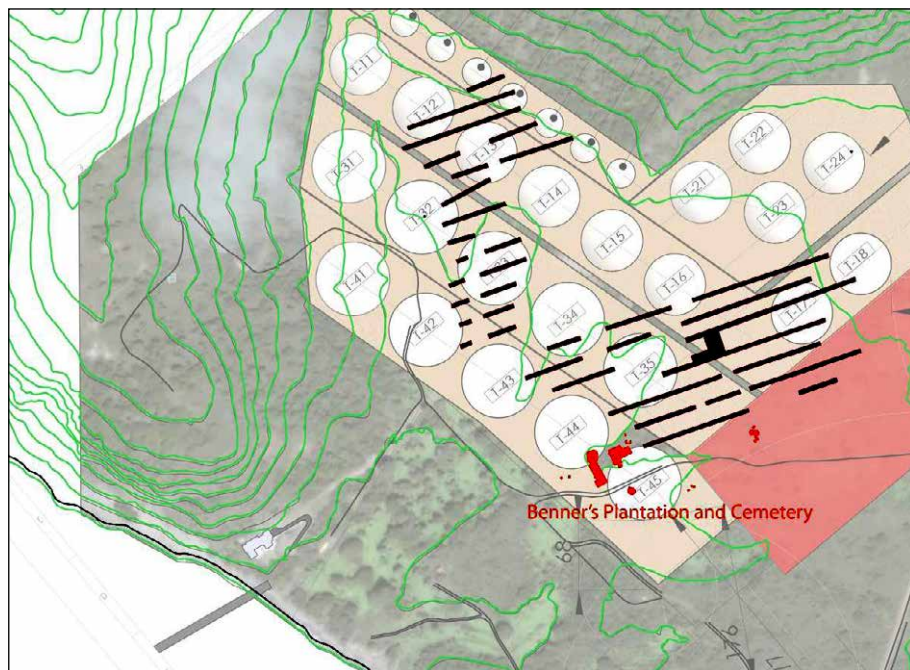 T-11
T-12
T-13
T-22
T-24
T-31
T-14
T-21
T-23
T-32
T-15
T-41
T-33
T-16
T-18
T-42
T-34
T-17
T-43
T-35
T-44
T-45
Benner's Plantation and Cemetery